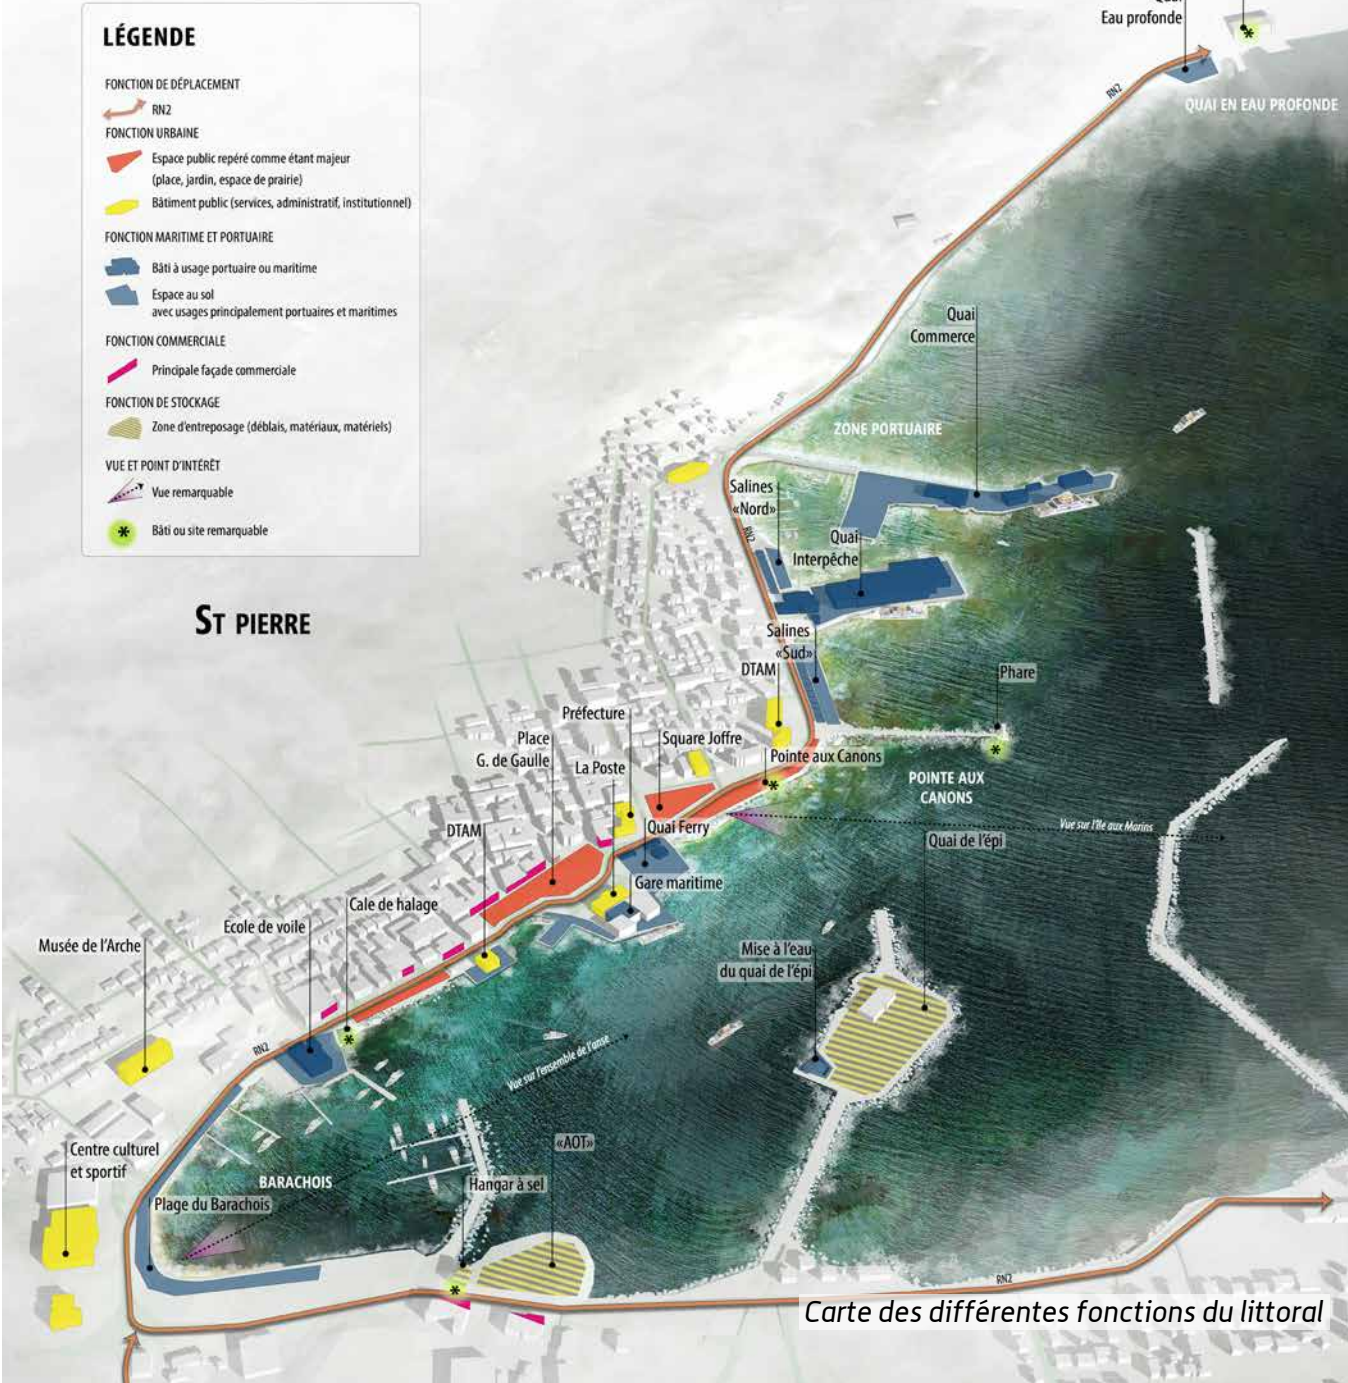 LÉGENDE
FONCTION DE DÉPLACEMENT
RN2
FONCTION URBAINE
Espace public repéré comme étant majeur
(place, jardin, espace de prairie)
Bâtiment public (services, administratif, institutionnel)
FONCTION MARITIME ET PORTUAIRE
Bâti à usage portuaire ou maritime
Espace au sol
avec usages principalement portuaires et maritimes
FONCTION COMMERCIALE
Principale façade commerciale
FONCTION DE STOCKAGE
Zone d'entreposage (déblais, matériaux, matériels)
VUE ET POINT D'INTÉRÊT
Vue remarquable
Bâti ou site remarquable
Eau profonde
RN2
QUAI EN EAU PROFONDE
Quai
Commerce
ZONE PORTUAIRE
Salines
«Nord»
RN2
Quai
Interpêche
ST PIERRE
Salines
«Sud»
DTAM
Phare
Préfecture
Place
G. de Gaulle
Square Joffre
La Poste
Pointe aux Canons
POINTE AUX
CANONS
DTAM
Quai Ferry
Vue sur l'île aux Marins
Quai de l'épi
Gare maritime
Cale de halage
Ecole de voile
Musée de l'Arche
Mise à l'eau
du quai de l'épi
RN2
Vue sur l'ensemble de l'anse
Centre culturel
et sportif
«AOT»
BARACHOIS
Hangar à sel
Plage du Barachois
RN2
Carte des différentes fonctions du littoral